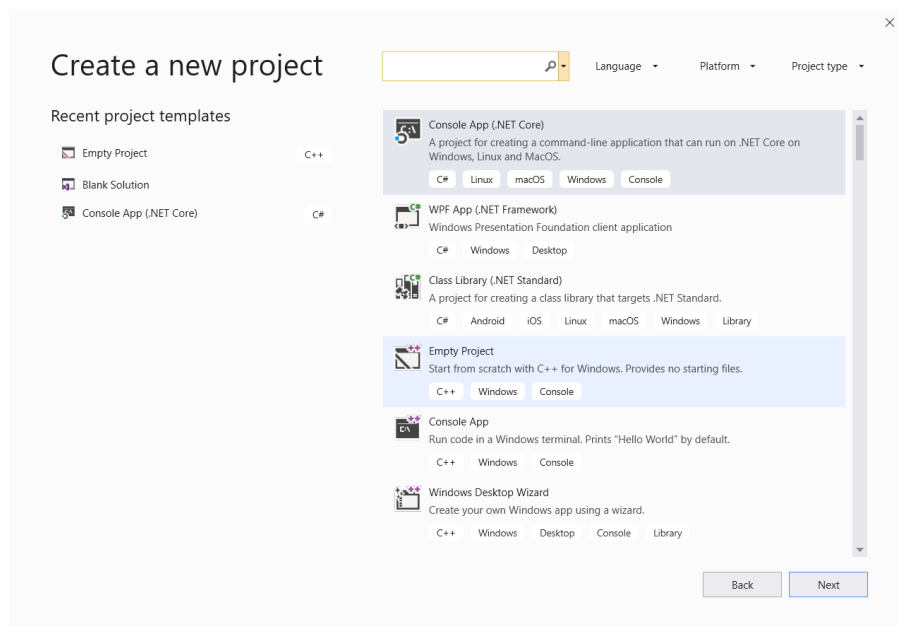 Create a new project
Language
Platform
Project type
Recent project templates
Empty Project
C++
Blank Solution
Console App (.NET Core)
C#
Console App (.NET Core)
A project for creating a command-line application that can run on .NET Core on
Windows, Linux and MacOS.
C# Linux macOS Windows Console
WPF App (.NET Framework)
Windows Presentation Foundation client application
C# Windows Desktop
Class Library (.NET Standard)
A project for creating a class library that targets .NET Standard.
C# Android iOS Linux macOS Windows Library
Empty Project
Start from scratch with C++ for Windows. Provides no starting files.
C++ Windows Console
Console App
Run code in a Windows terminal. Prints "Hello World" by default.
C++ Windows Console
Windows Desktop Wizard
Create your own Windows app using a wizard.
C++ Windows Desktop Console Library
Back
Next